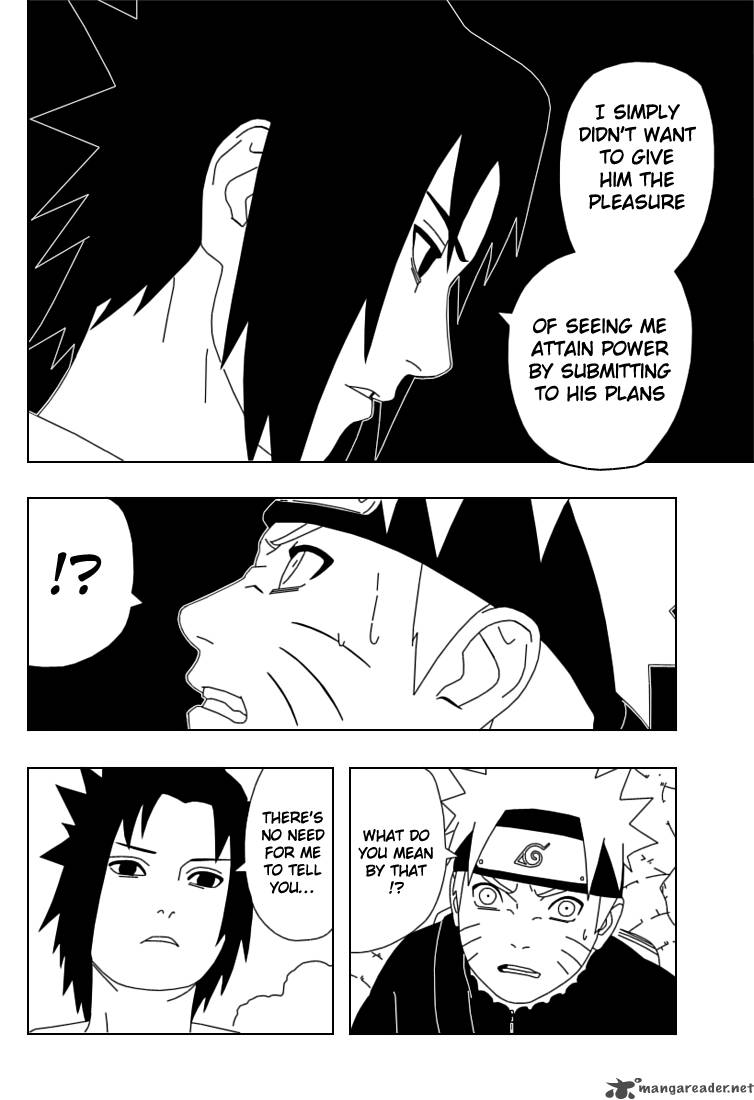 I SIMPLY
DIDN'T WANT
TO GIVE
HIM THE
PLEASURE
OF SEEING ME
ATTAIN POWER
BY SUBMITTING
TO HIS PLANS
!?
WHAT DO
YOU MEAN
BY THAT
!?
THERE'S
NO NEED
FOR ME
TO TELL
YOU...
mangareader.net